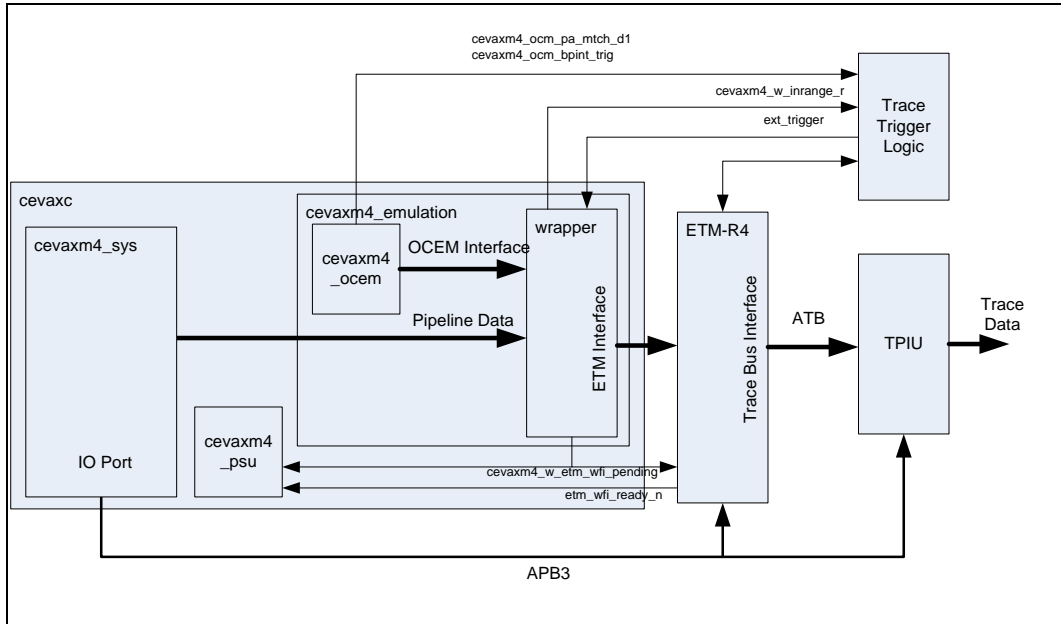 cevaxm4_ocm_pa_mtch_d1
cevaxm4_ocm_bpint_trig
cevaxm4_w_inrange_r
ext_trigger
Trace
Trigger
Logic
cevaxc
cevaxm4_sys
IO Port
cevaxm4_emulation
cevaxm4
_ocem
OCEM Interface
Pipeline Data
wrapper
ETM Interface
cevaxm4
_psu
cevaxm4_w_etm_wfi_pending
etm_wfi_ready_n
ETM-R4
Trace Bus Interface
ATB
TPIU
Trace
Data
APB3